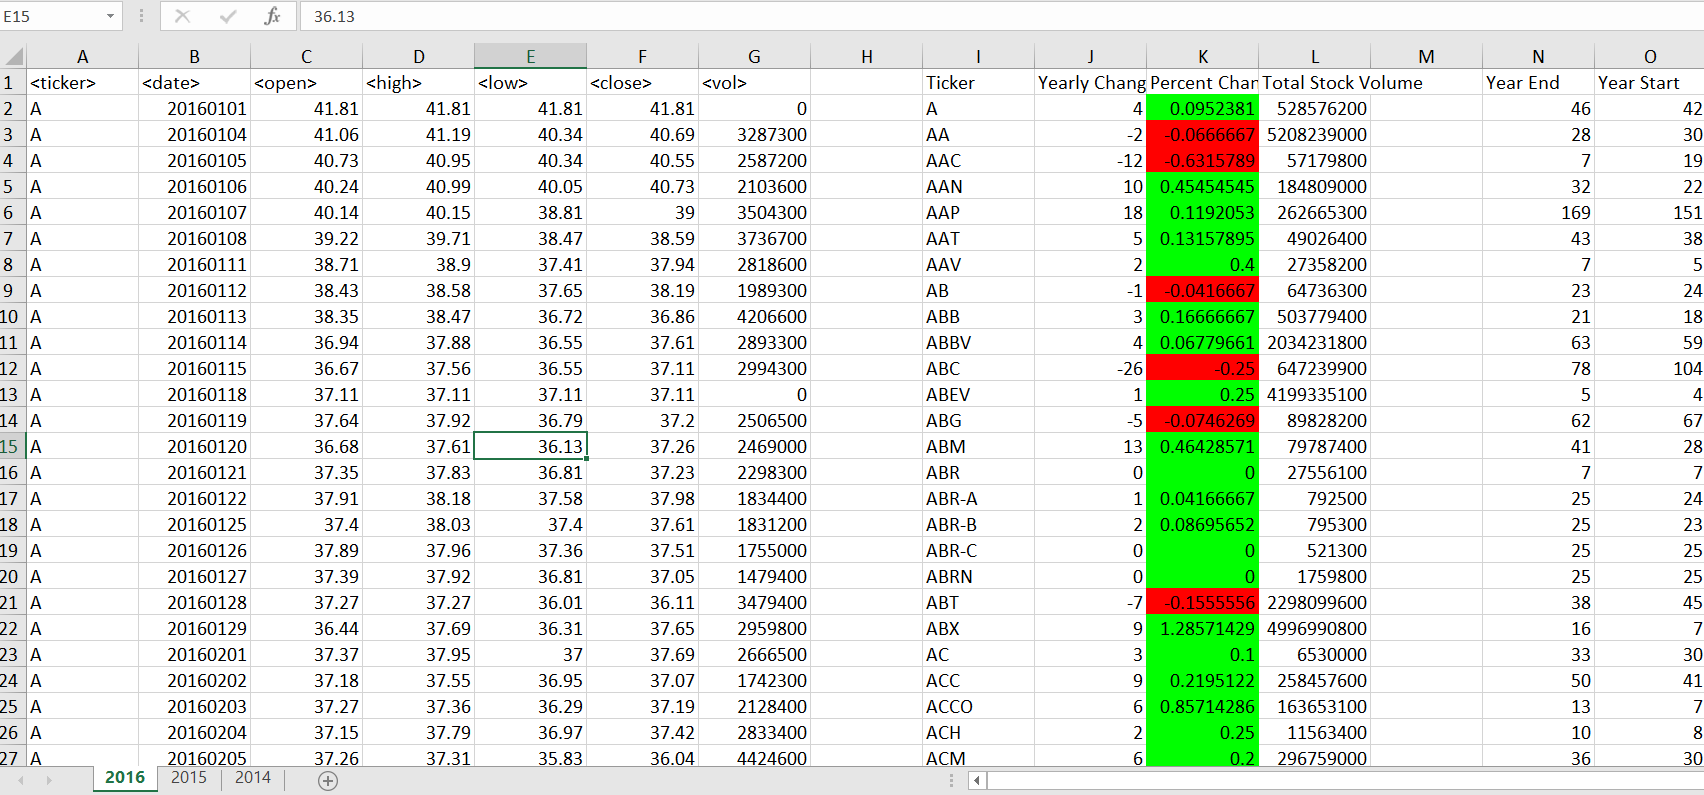 E15 fx 36.13
A B C D E F G H I J K L M N O
1 <ticker> <date> <open> <high> <low> <close> <vol> Ticker Yearly Chang Percent Chan Total Stock Volume Year End Year Start
2 A 20160101 41.81 41.81 41.81 41.81 0 A 4 0.0952381 528576200 46 42
3 A 20160104 41.06 41.19 40.34 40.69 3287300 AA -2 -0.0666667 5208239000 28 30
4 A 20160105 40.73 40.95 40.34 40.55 2587200 AAC -12 -0.6315789 57179800 7 19
5 A 20160106 40.24 40.99 40.05 40.73 2103600 AAN 10 0.45454545 184809000 32 22
6 A 20160107 40.14 40.15 38.81 39 3504300 AAP 18 0.1192053 262665300 169 151
7 A 20160108 39.22 39.71 38.47 38.59 3736700 AAT 5 0.13157895 49026400 43 38
8 A 20160111 38.71 38.9 37.41 37.94 2818600 AAV 2 0.4 27358200 7 5
9 A 20160112 38.43 38.58 37.65 38.19 1989300 AB -1 -0.0416667 64736300 23 24
10 A 20160113 38.35 38.47 36.72 36.86 4206600 ABB 3 0.16666667 503779400 21 18
11 A 20160114 36.94 37.88 36.55 37.61 2893300 ABBV 4 0.06779661 2034231800 63 59
12 A 20160115 36.67 37.56 36.55 37.11 2994300 ABC -26 -0.25 647239900 78 104
13 A 20160118 37.11 37.11 37.11 37.11 0 ABEV 1 0.25 4199335100 5 4
14 A 20160119 37.64 37.92 36.79 37.2 2506500 ABG -5 -0.0746269 89828200 62 67
15 A 20160120 36.68 37.61 36.13 37.26 2469000 ABM 13 0.46428571 79787400 41 28
16 A 20160121 37.35 37.83 36.81 37.23 2298300 ABR 0 0 27556100 7 7
17 A 20160122 37.91 38.18 37.58 37.98 1834400 ABR-A 1 0.04166667 792500 25 24
18 A 20160125 37.4 38.03 37.4 37.61 1831200 ABR-B 2 0.08695652 795300 25 23
19 A 20160126 37.89 37.96 37.36 37.51 1755000 ABR-C 0 0 521300 25 25
20 A 20160127 37.39 37.92 36.81 37.05 1479400 ABRN 0 0 1759800 25 25
21 A 20160128 37.27 37.27 36.01 36.11 3479400 ABT -7 -0.1555556 2298099600 38 45
22 A 20160129 36.44 37.69 36.31 37.65 2959800 ABX 9 1.28571429 4996990800 16 7
23 A 20160201 37.37 37.95 37 37.69 2666500 AC 3 0.1 6530000 33 30
24 A 20160202 37.18 37.55 36.95 37.07 1742300 ACC 9 0.2195122 258457600 50 41
25 A 20160203 37.27 37.36 36.29 37.19 2128400 ACCO 6 0.85714286 163653100 13 7
26 A 20160204 37.15 37.79 36.97 37.42 2833400 ACH 2 0.25 11563400 10 8
27 A 20160205 37.26 37.31 35.83 36.04 4424600 ACM 6 0.2 296759000 36 30
2016 2015 2014